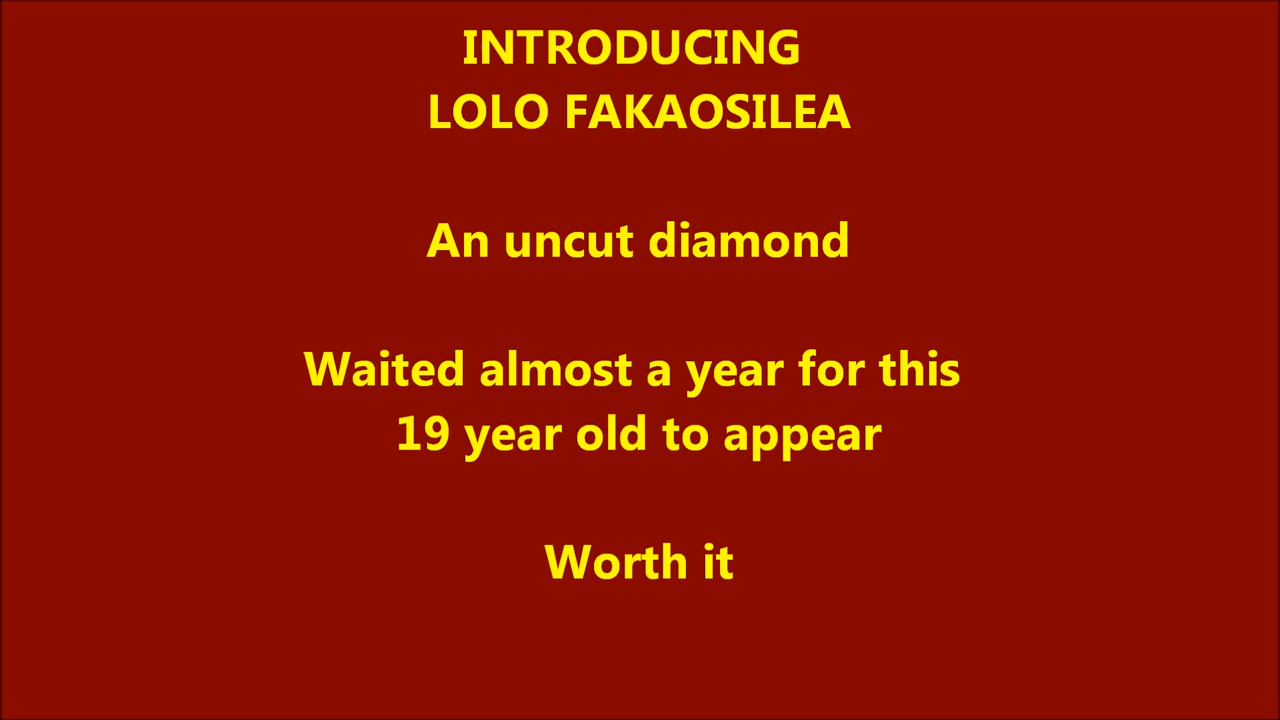 INTRODUCING
LOLO FAKAOSILEA
An uncut diamond
Waited almost a year for this
19 year old to appear
Worth it